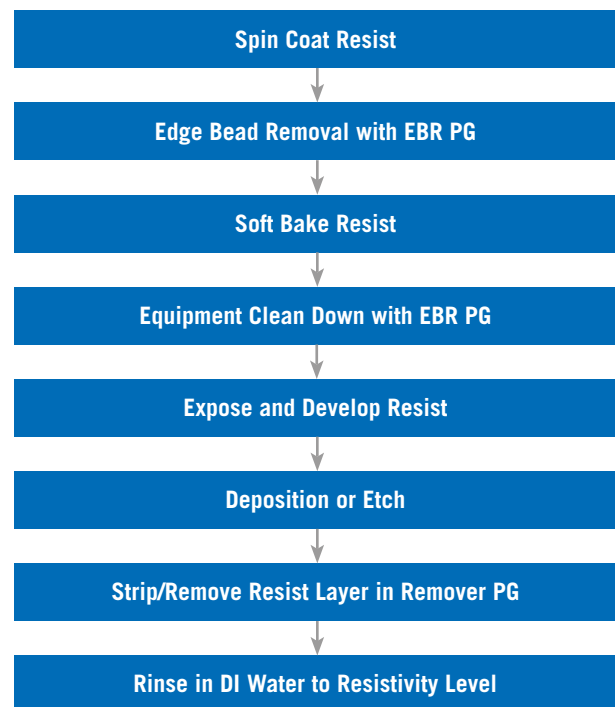 Spin Coat Resist
Edge Bead Removal with EBR PG
Soft Bake Resist
Equipment Clean Down with EBR PG
Expose and Develop Resist
Deposition or Etch
Strip/Remove Resist Layer in Remover PG
Rinse in DI Water to Resistivity Level